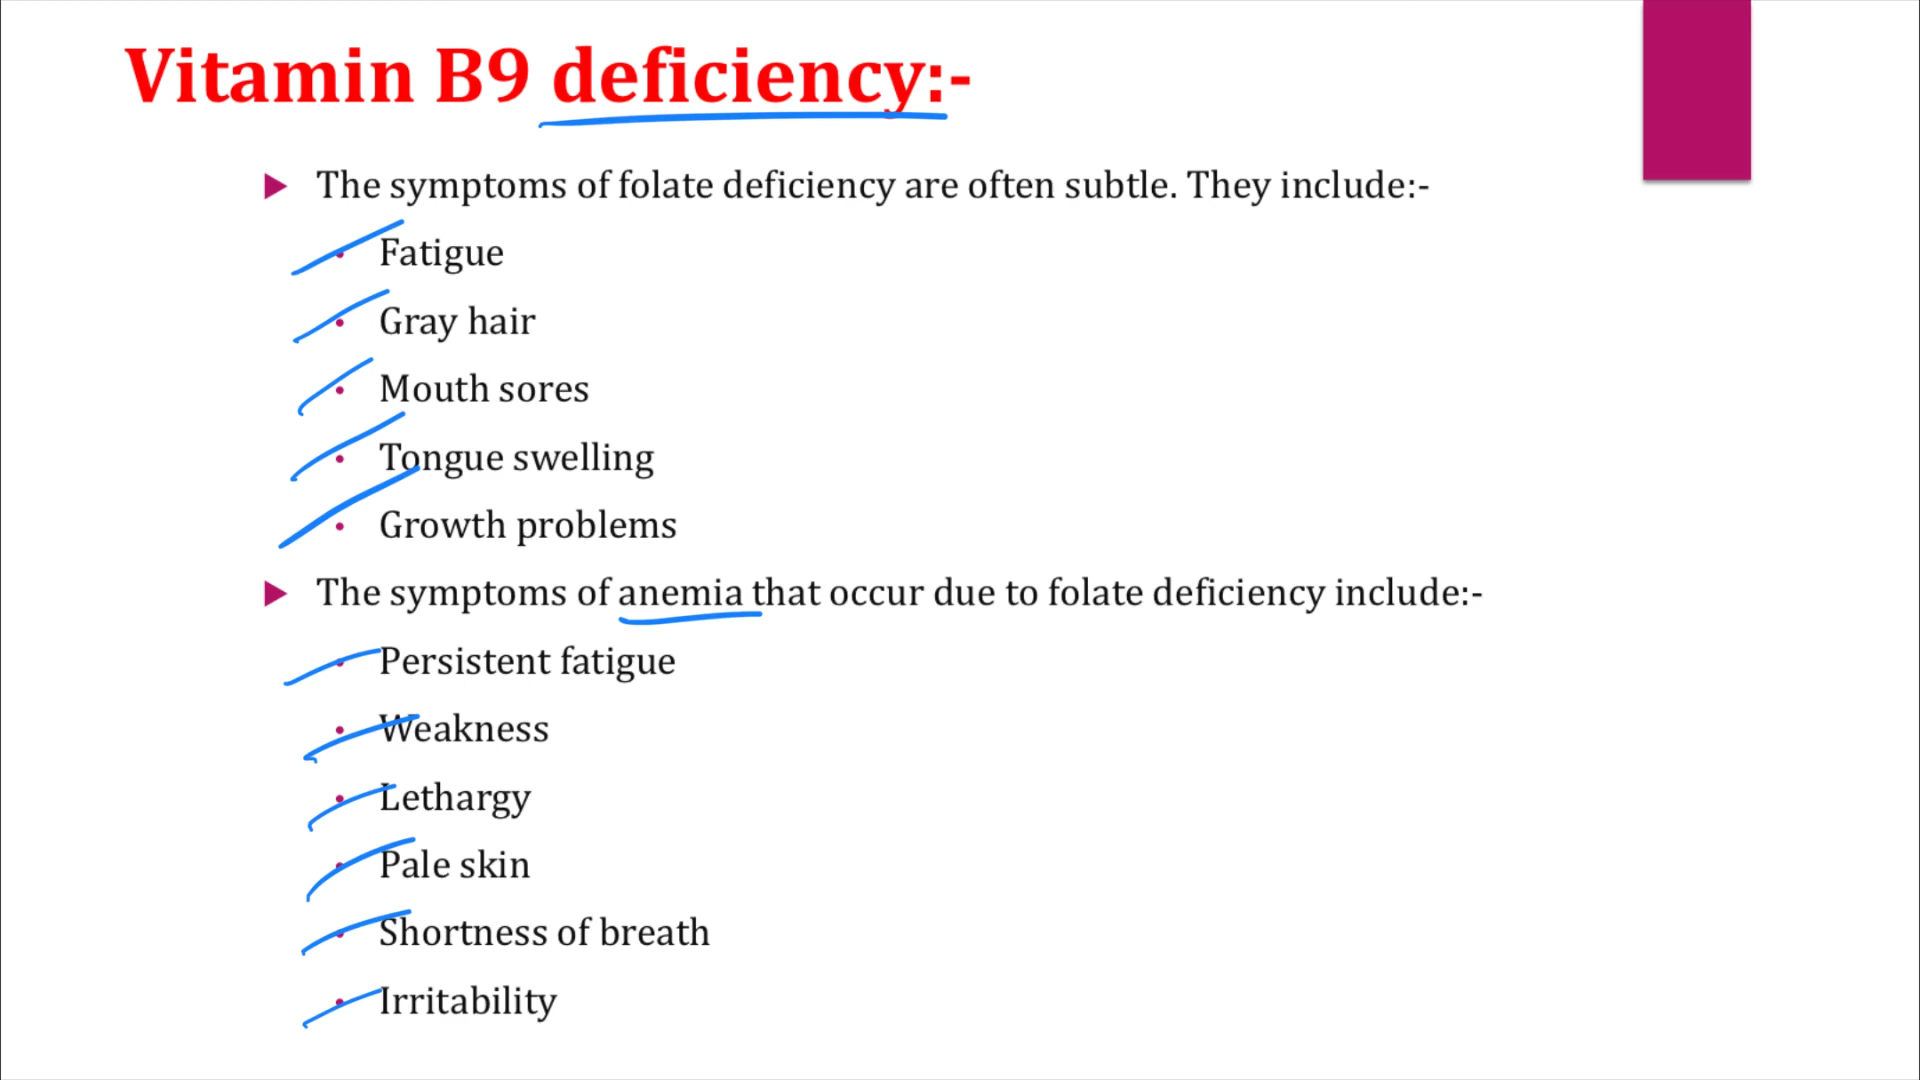 Vitamin B9 deficiency:-
The symptoms of folate deficiency are often subtle. They include:-
Fatigue
Gray hair
Mouth sores
Tongue swelling
Growth problems
The symptoms of anemia that occur due to folate deficiency include:-
Persistent fatigue
Weakness
Lethargy
Pale skin
Shortness of breath
Irritability